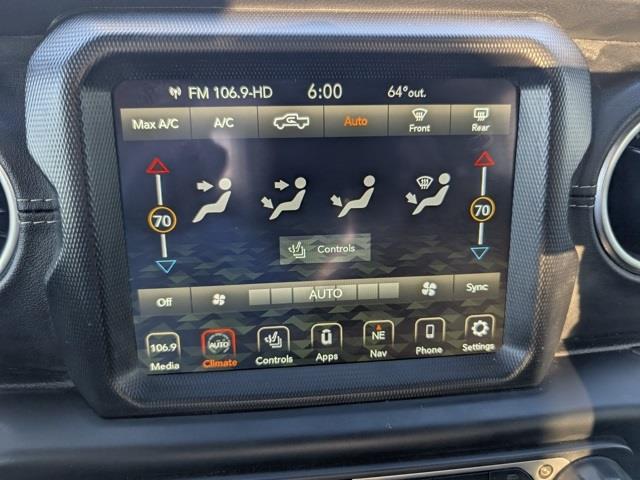 FM 106.9-HD 6:00 64° out.
Max A/C A/C Auto Front Rear
70 70
Controls
Off AUTO Sync
106.9 AUTO NE
Media Climate Controls Apps Nav Phone Settings